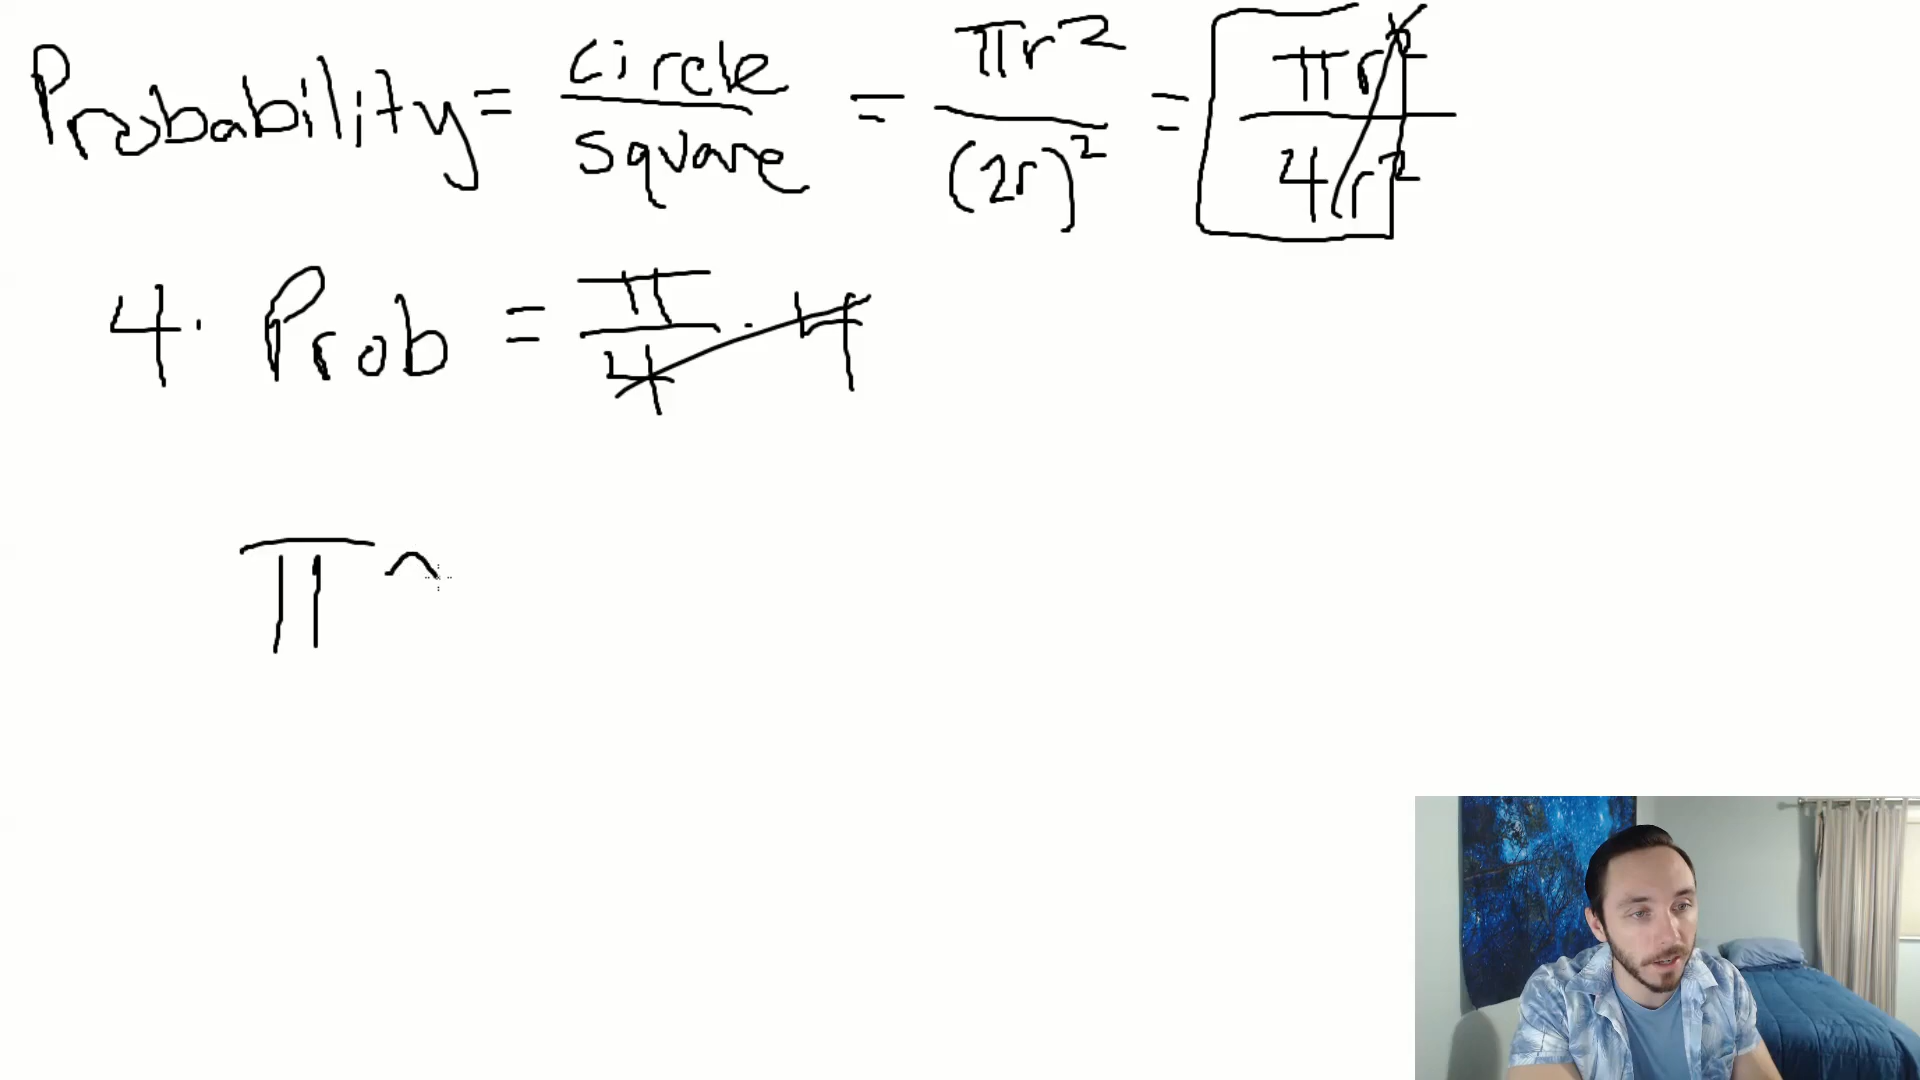 Probability = circle / square = πr² / (2r)² = πr² / 4r²
4 · Prob = π / 4 · 4
π